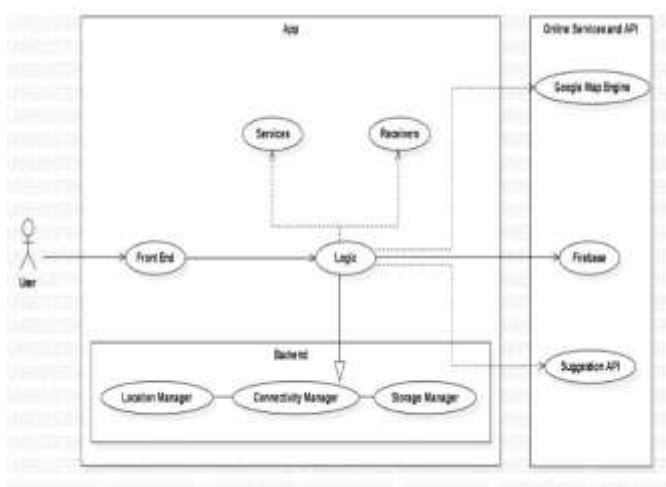 App
Online Services and API
Google Map Engine
Services
Receivers
User
Front End
Logic
Firebase
Backend
Suggestion API
Location Manager
Connectivity Manager
Storage Manager